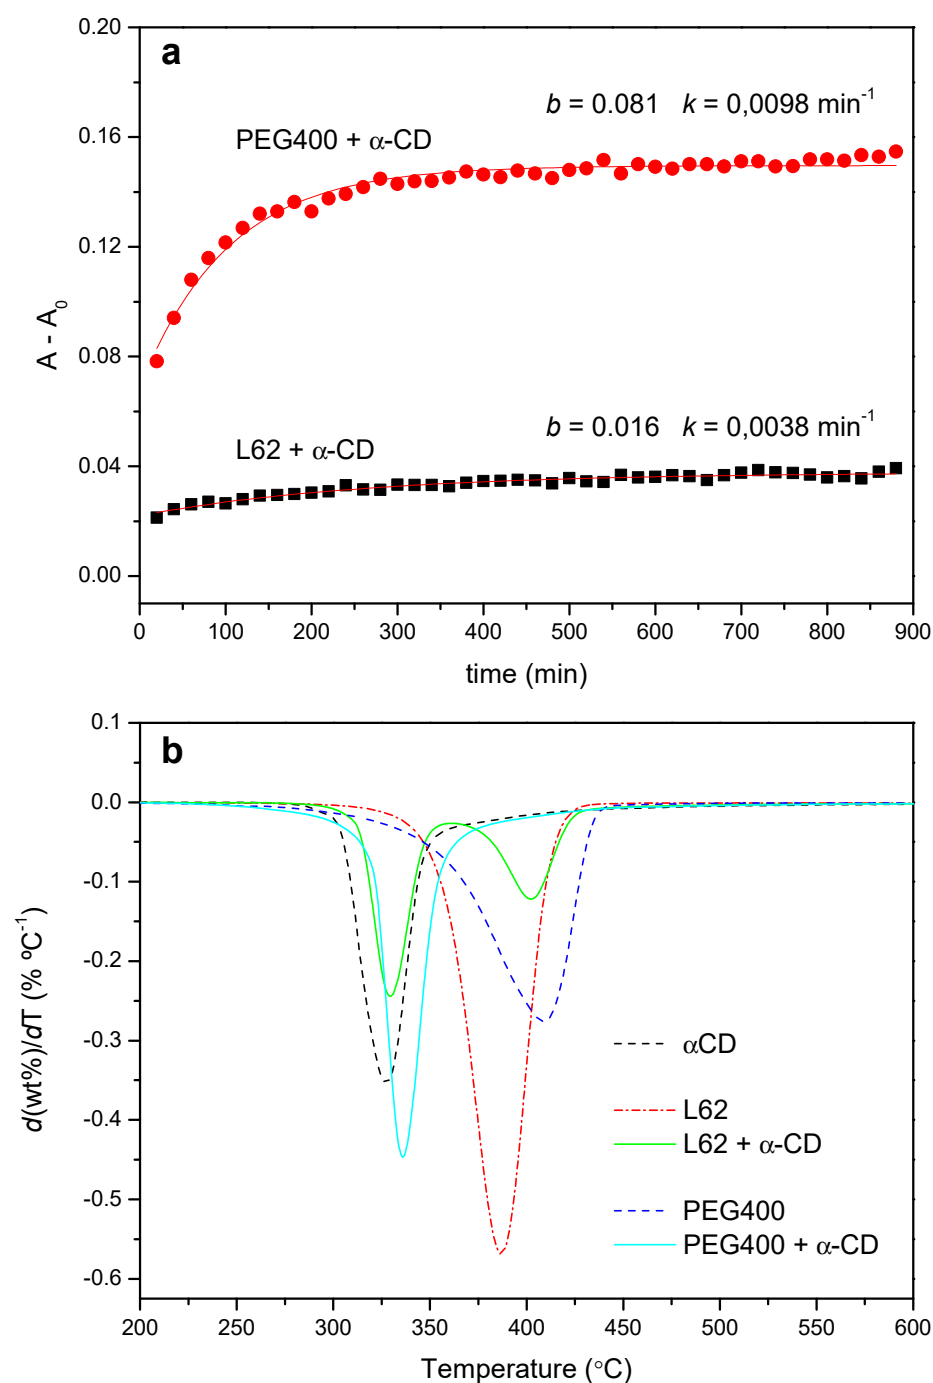 a
0.20
0.16
0.12
0.08
0.04
0.00
A - A₀
b = 0.081 k = 0,0098 min⁻¹
PEG400 + α-CD
b = 0.016 k = 0,0038 min⁻¹
L62 + α-CD
0 100 200 300 400 500 600 700 800 900
time (min)
b
0.1
0.0
-0.1
-0.2
-0.3
-0.4
-0.5
-0.6
d(wt%)/dT (% ºC⁻¹)
αCD
L62
L62 + α-CD
PEG400
PEG400 + α-CD
200 250 300 350 400 450 500 550 600
Temperature (°C)